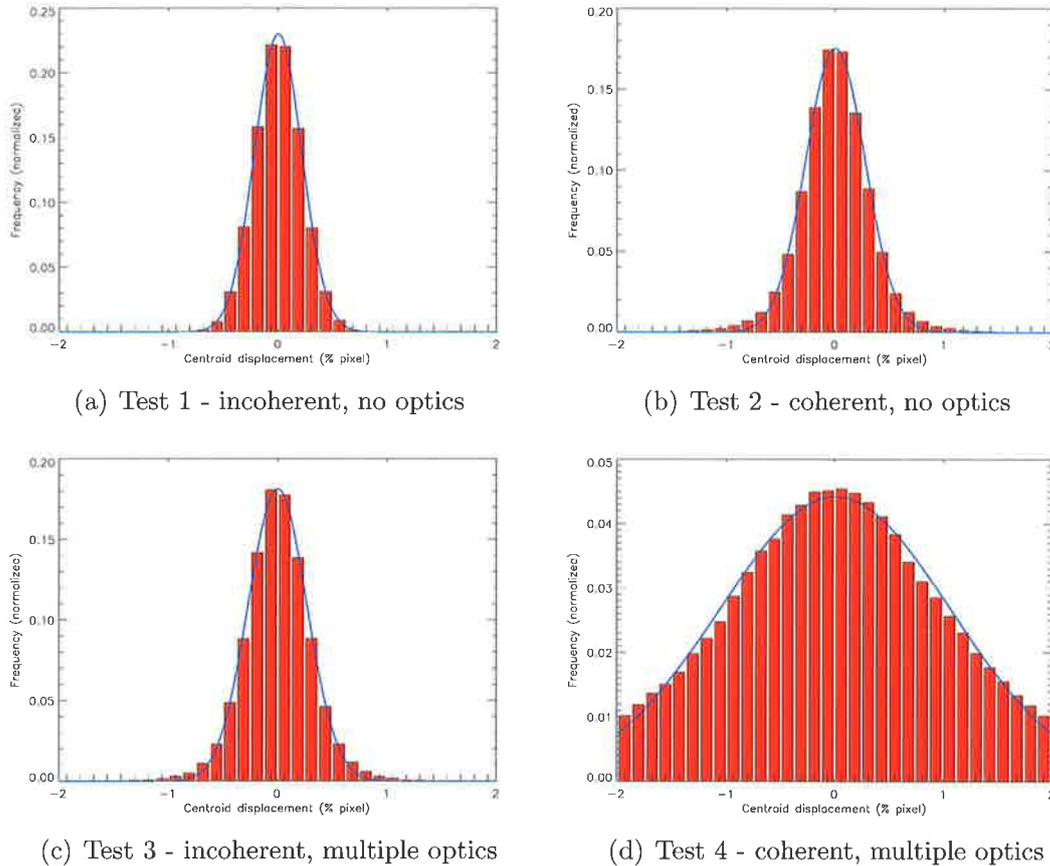 0.25
0.20
0.15
0.10
0.05
0.00
Frequency (normalized)
-2 -1 0 1 2
Centroid displacement (% pixel)
(a) Test 1 - incoherent, no optics
0.20
0.15
0.10
0.05
0.00
Frequency (normalized)
-2 -1 0 1 2
Centroid displacement (% pixel)
(b) Test 2 - coherent, no optics
0.20
0.15
0.10
0.05
0.00
Frequency (normalized)
-2 -1 0 1 2
Centroid displacement (% pixel)
(c) Test 3 - incoherent, multiple optics
0.05
0.04
0.03
0.02
0.01
0.00
Frequency (normalized)
-2 -1 0 1 2
Centroid displacement (% pixel)
(d) Test 4 - coherent, multiple optics